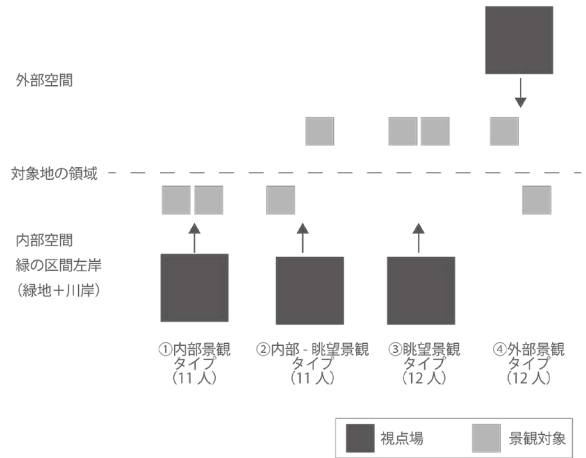 外部空間
対象地の領域
内部空間
緑の区間左岸
（緑地＋川岸）
①内部景観
タイプ
（11人）
②内部 - 眺望景観
タイプ
（11人）
③眺望景観
タイプ
（12人）
④外部景観
タイプ
（12人）
視点場
景観対象